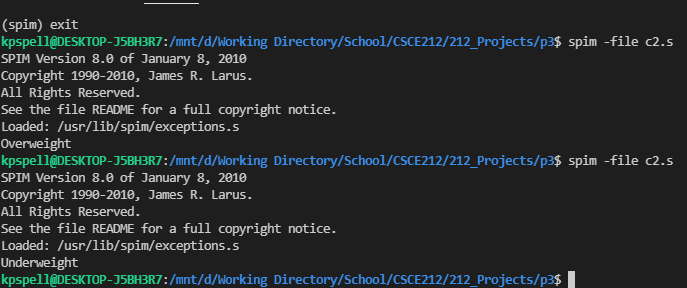 (spim) exit
kpspell@DESKTOP-J5BH3R7:/mnt/d/Working Directory/School/CSCE212/212_Projects/p3$ spim -file c2.s
SPIM Version 8.0 of January 8, 2010
Copyright 1990-2010, James R. Larus.
All Rights Reserved.
See the file README for a full copyright notice.
Loaded: /usr/lib/spim/exceptions.s
Overweight
kpspell@DESKTOP-J5BH3R7:/mnt/d/Working Directory/School/CSCE212/212_Projects/p3$ spim -file c2.s
SPIM Version 8.0 of January 8, 2010
Copyright 1990-2010, James R. Larus.
All Rights Reserved.
See the file README for a full copyright notice.
Loaded: /usr/lib/spim/exceptions.s
Underweight
kpspell@DESKTOP-J5BH3R7:/mnt/d/Working Directory/School/CSCE212/212_Projects/p3$